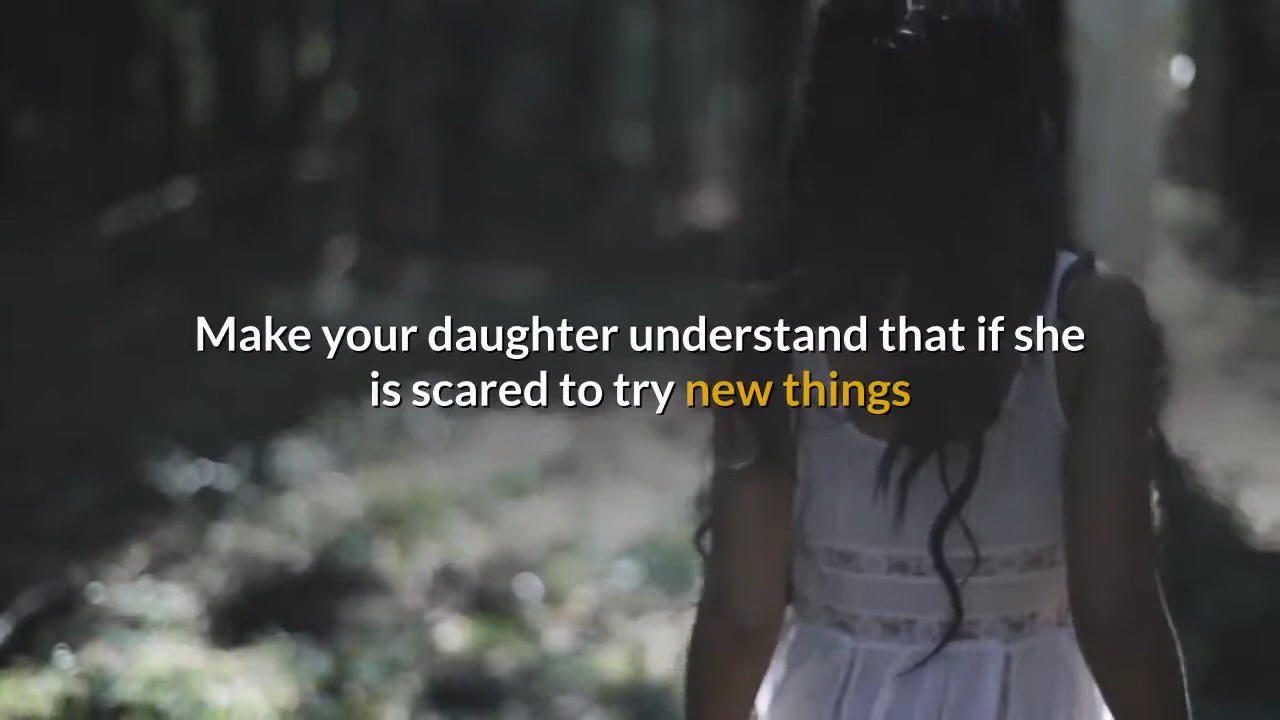 Make your daughter understand that if she
is scared to try new things